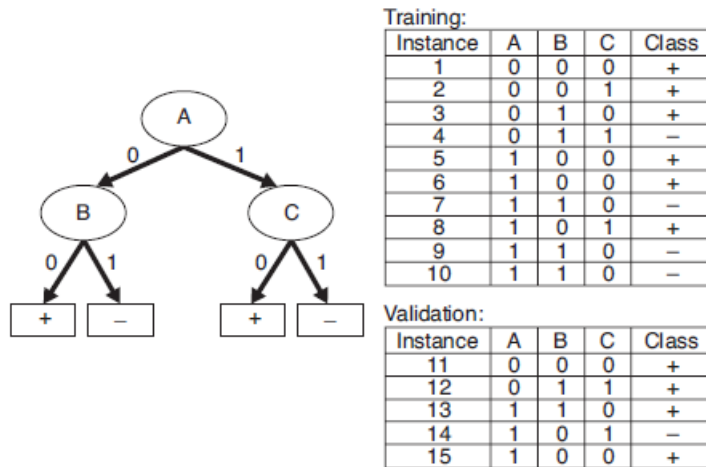 A
0 1
B C
0 1 0 1
+ − + −
Training:
Instance A B C Class
1 0 0 0 +
2 0 0 1 +
3 0 1 0 +
4 0 1 1 −
5 1 0 0 +
6 1 0 0 +
7 1 1 0 −
8 1 0 1 +
9 1 1 0 −
10 1 1 0 −
Validation:
Instance A B C Class
11 0 0 0 +
12 0 1 1 +
13 1 1 0 +
14 1 0 1 −
15 1 0 0 +